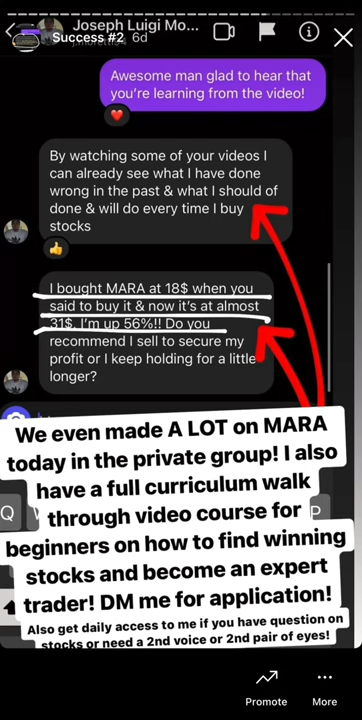 Joseph Luigi Mo...
Success #2 6d
Awesome man glad to hear that
you're learning from the video!
By watching some of your videos I
can already see what I have done
wrong in the past & what I should of
done & will do every time I buy
stocks
I bought MARA at 18$ when you
said to buy it & now it's at almost
31$. I'm up 56%!! Do you
recommend I sell to secure my
profit or I keep holding for a little
longer?
We even made A LOT on MARA
today in the private group! I also
have a full curriculum walk
through video course for
beginners on how to find winning
stocks and become an expert
trader! DM me for application!
Also get daily access to me if you have question on
stocks or need a 2nd voice or 2nd pair of eyes!
Q
P
Promote
More